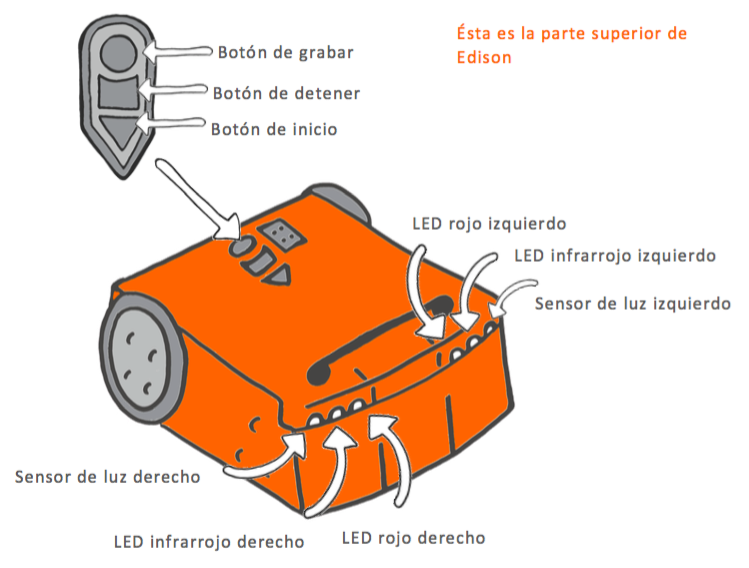 Ésta es la parte superior de
Edison
Botón de grabar
Botón de detener
Botón de inicio
LED rojo izquierdo
LED infrarrojo izquierdo
Sensor de luz izquierdo
Sensor de luz derecho
LED infrarrojo derecho
LED rojo derecho